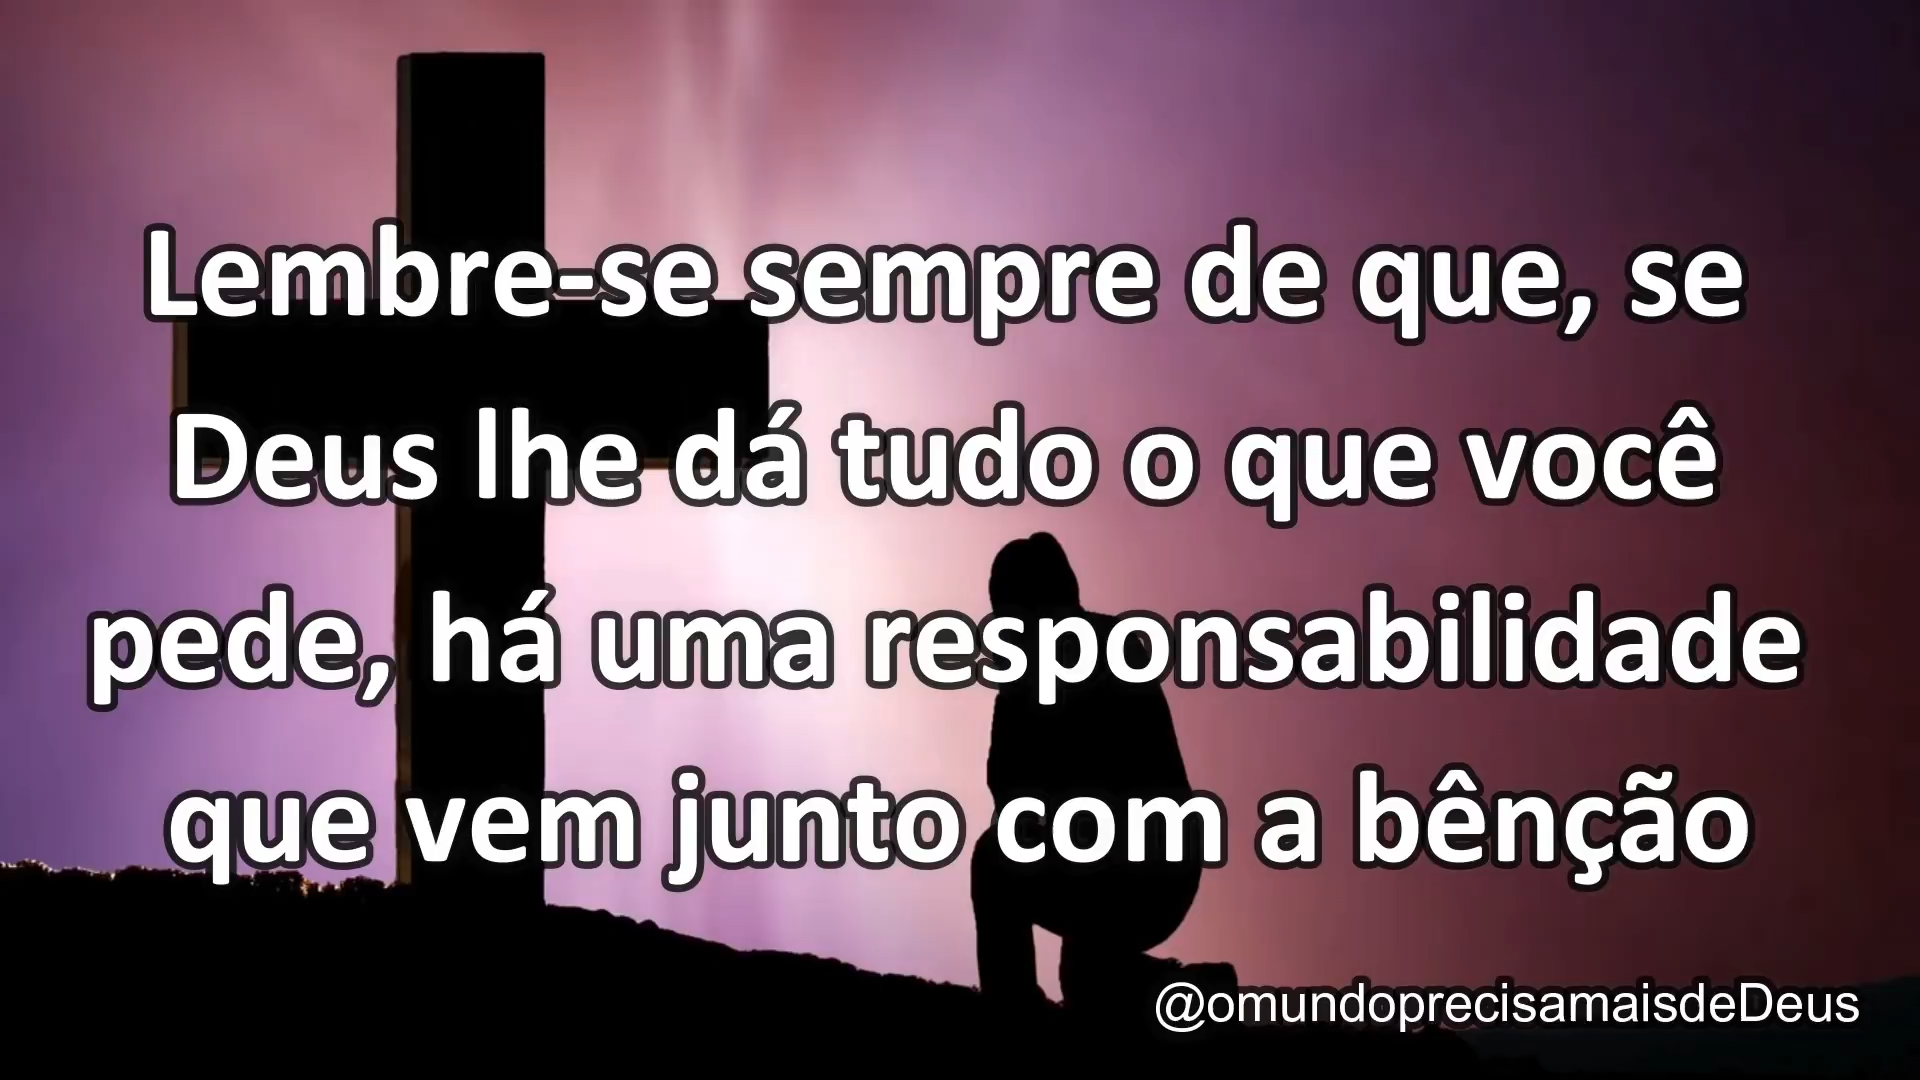 Lembre-se sempre de que, se
Deus lhe dá tudo o que você
pede, há uma responsabilidade
que vem junto com a bênção
@omundoprecisamaisdeDeus